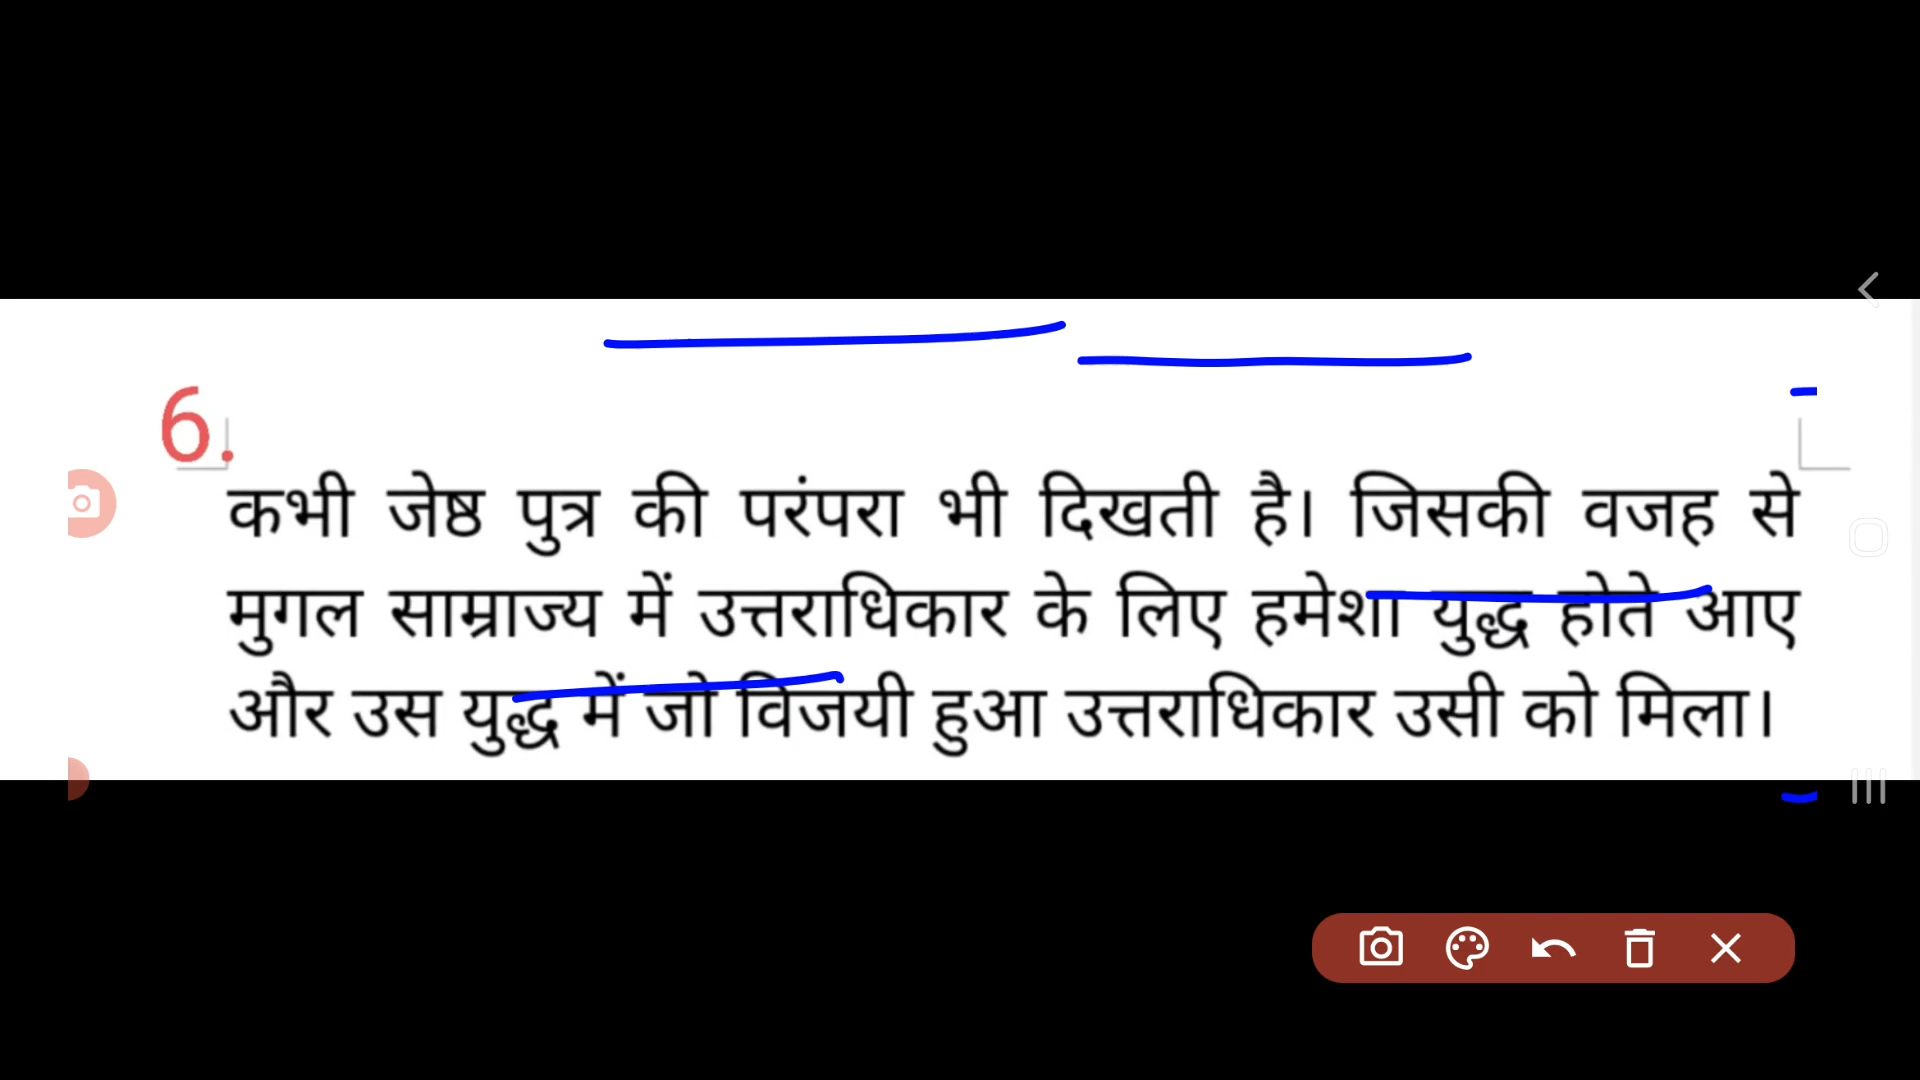 6.
कभी जेष्ठ पुत्र की परंपरा भी दिखती है। जिसकी वजह से
मुगल साम्राज्य में उत्तराधिकार के लिए हमेशा युद्ध होते आए
और उस युद्ध में जो विजयी हुआ उत्तराधिकार उसी को मिला।